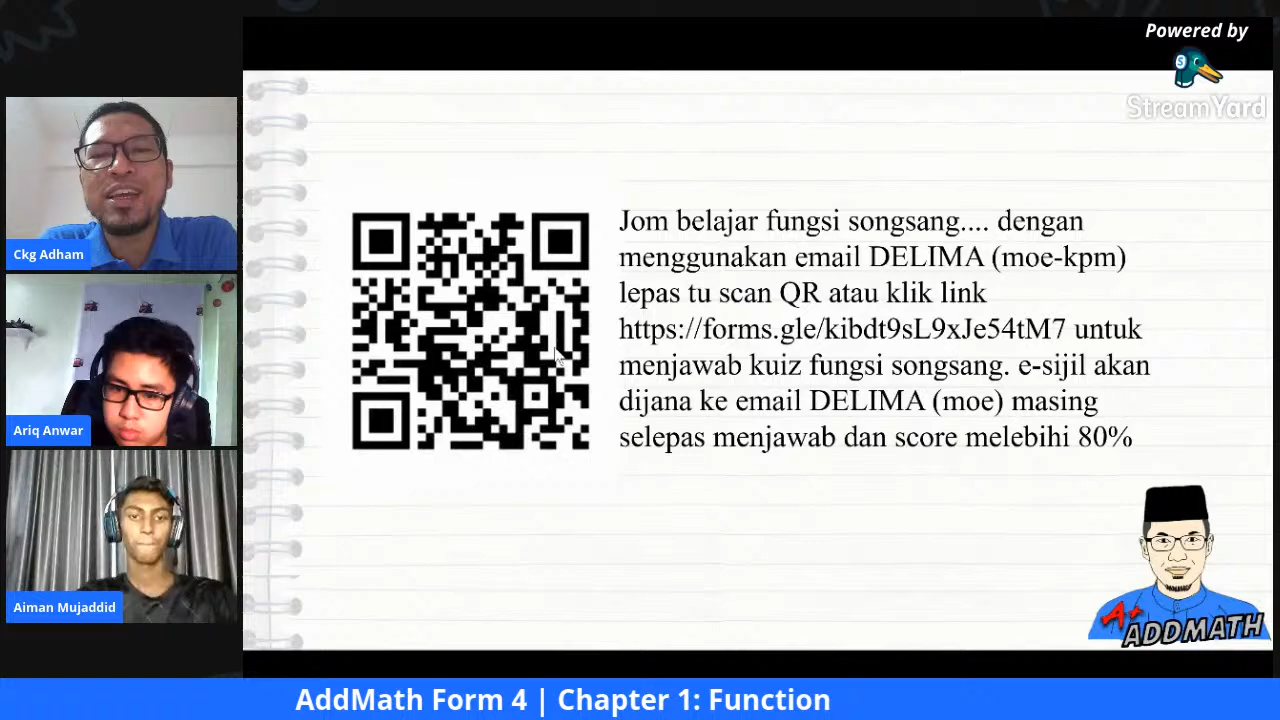 Powered by
StreamYard
Ckg Adham
Ariq Anwar
Aiman Mujaddid
Jom belajar fungsi songsang.... dengan
menggunakan email DELIMA (moe-kpm)
lepas tu scan QR atau klik link
https://forms.gle/kibdt9sL9xJe54tM7 untuk
menjawab kuiz fungsi songsang. e-sijil akan
dijana ke email DELIMA (moe) masing
selepas menjawab dan score melebihi 80%
A+
ADDMATH
AddMath Form 4 | Chapter 1: Function